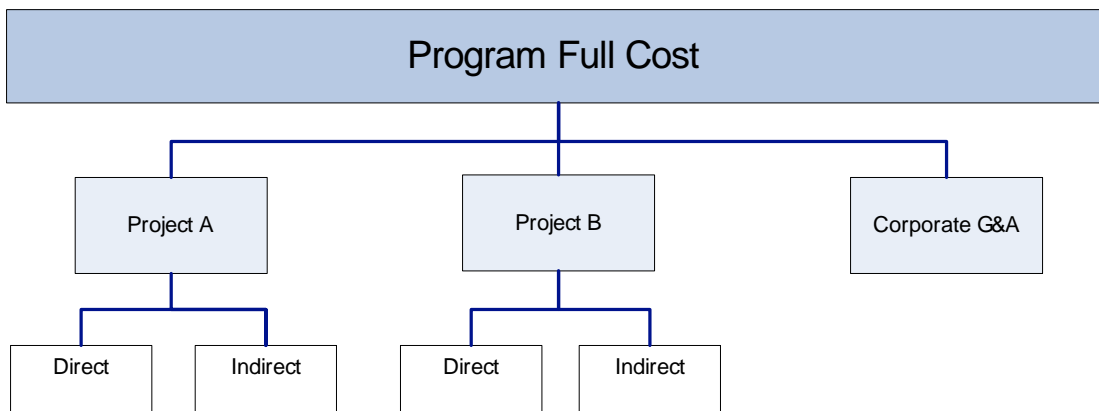 Program Full Cost
Project A
Project B
Corporate G&A
Direct
Indirect
Direct
Indirect